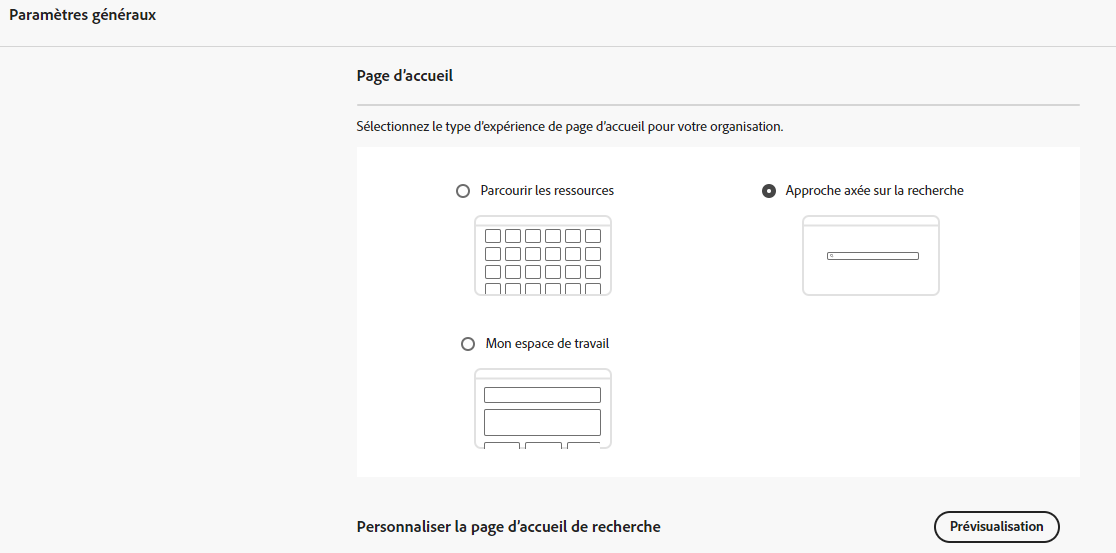 Paramètres généraux
Page d’accueil
Sélectionnez le type d’expérience de page d’accueil pour votre organisation.
Parcourir les ressources
Approche axée sur la recherche
Mon espace de travail
Personnaliser la page d’accueil de recherche
Prévisualisation